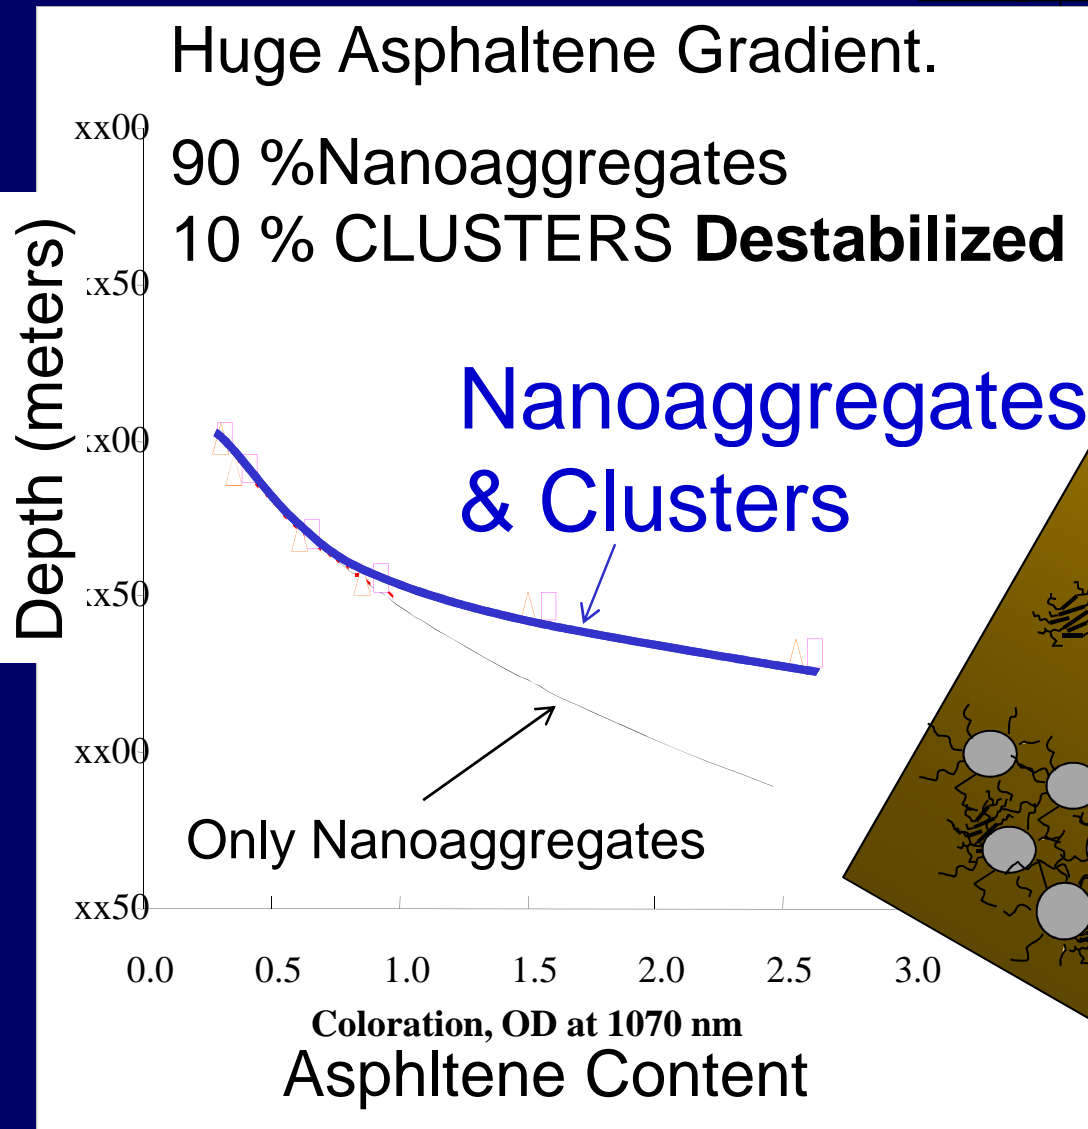 Huge Asphaltene Gradient.
90 %Nanoaggregates
10 % CLUSTERS Destabilized
Nanoaggregates
& Clusters
Only Nanoaggregates
Depth (meters)
xx00
xx50
xx00
xx50
xx00
xx50
0.0 0.5 1.0 1.5 2.0 2.5 3.0
Coloration, OD at 1070 nm
Asphltene Content